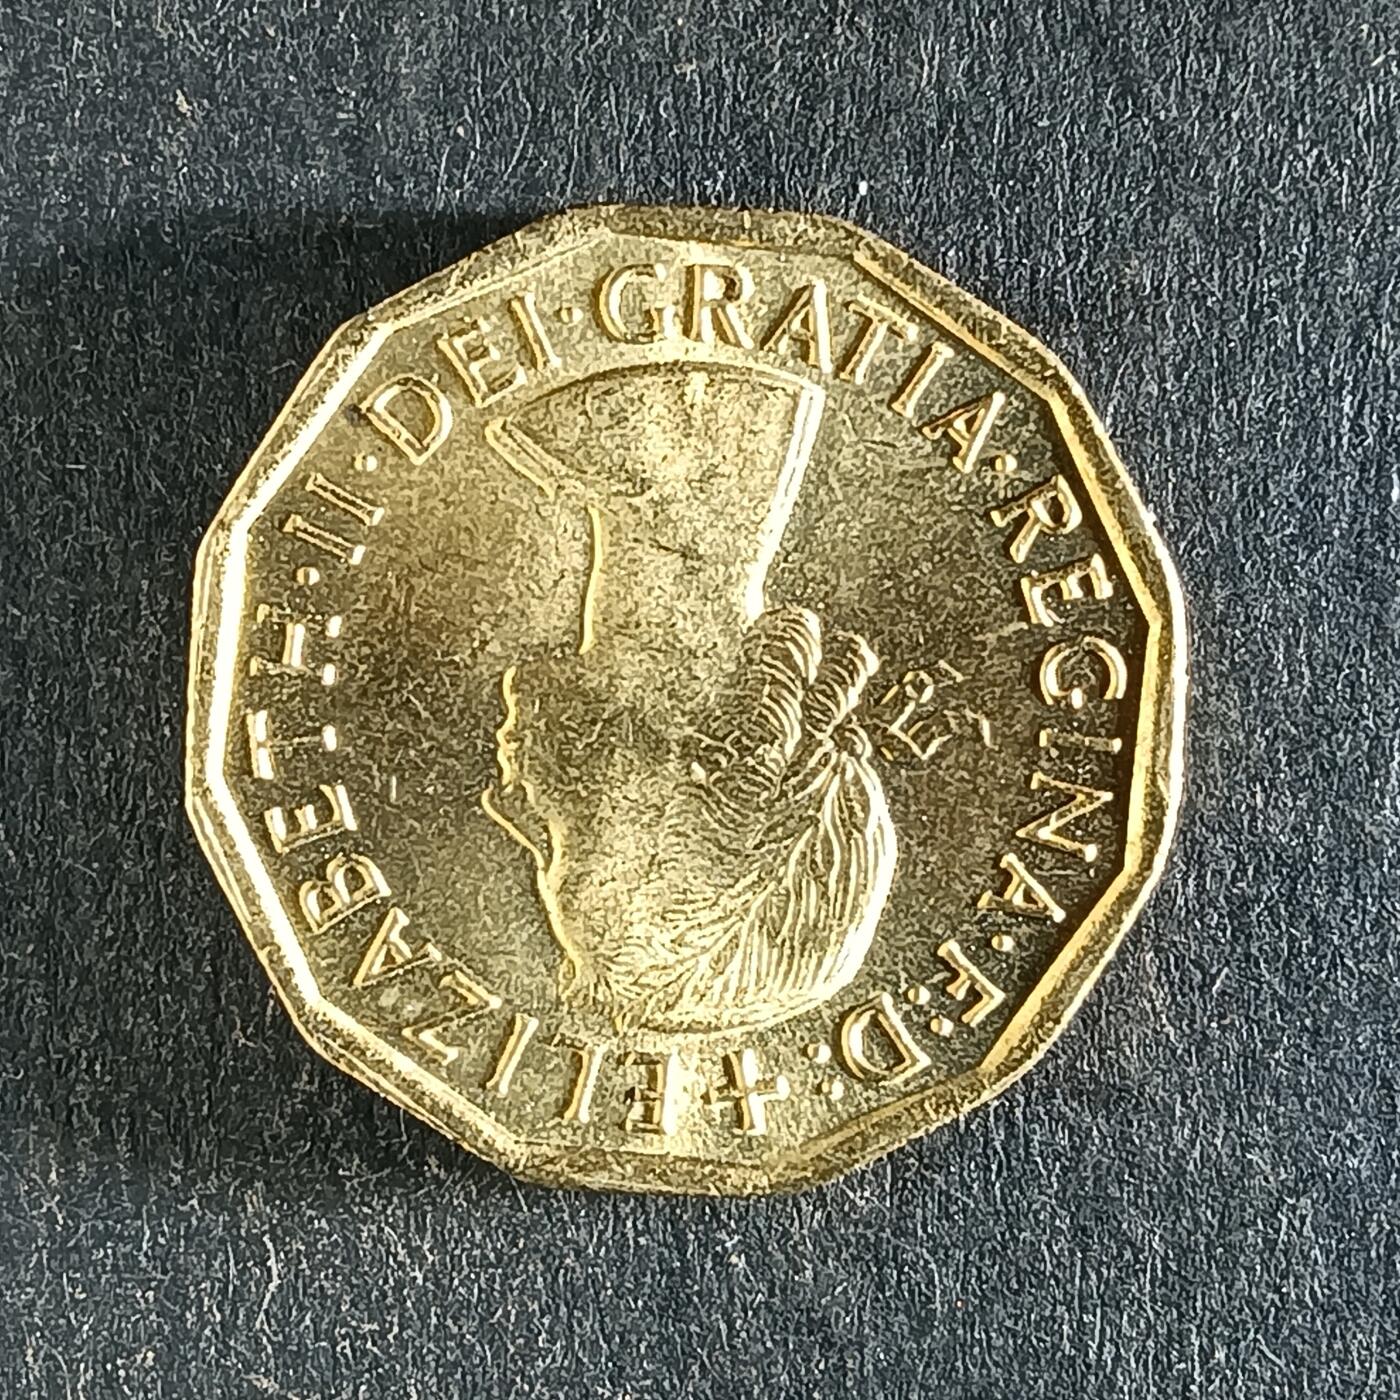 + ELIZABETH · II · DEI · GRATIA · REGINA · F : D :